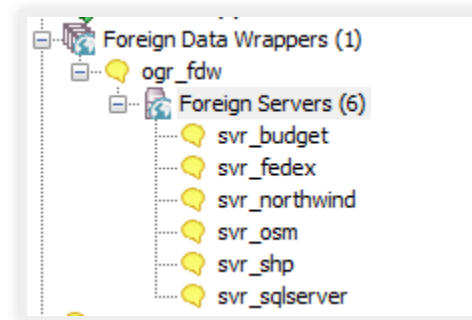 Foreign Data Wrappers (1)
ogr_fdw
Foreign Servers (6)
svr_budget
svr_fedex
svr_northwind
svr_osm
svr_shp
svr_sqlserver